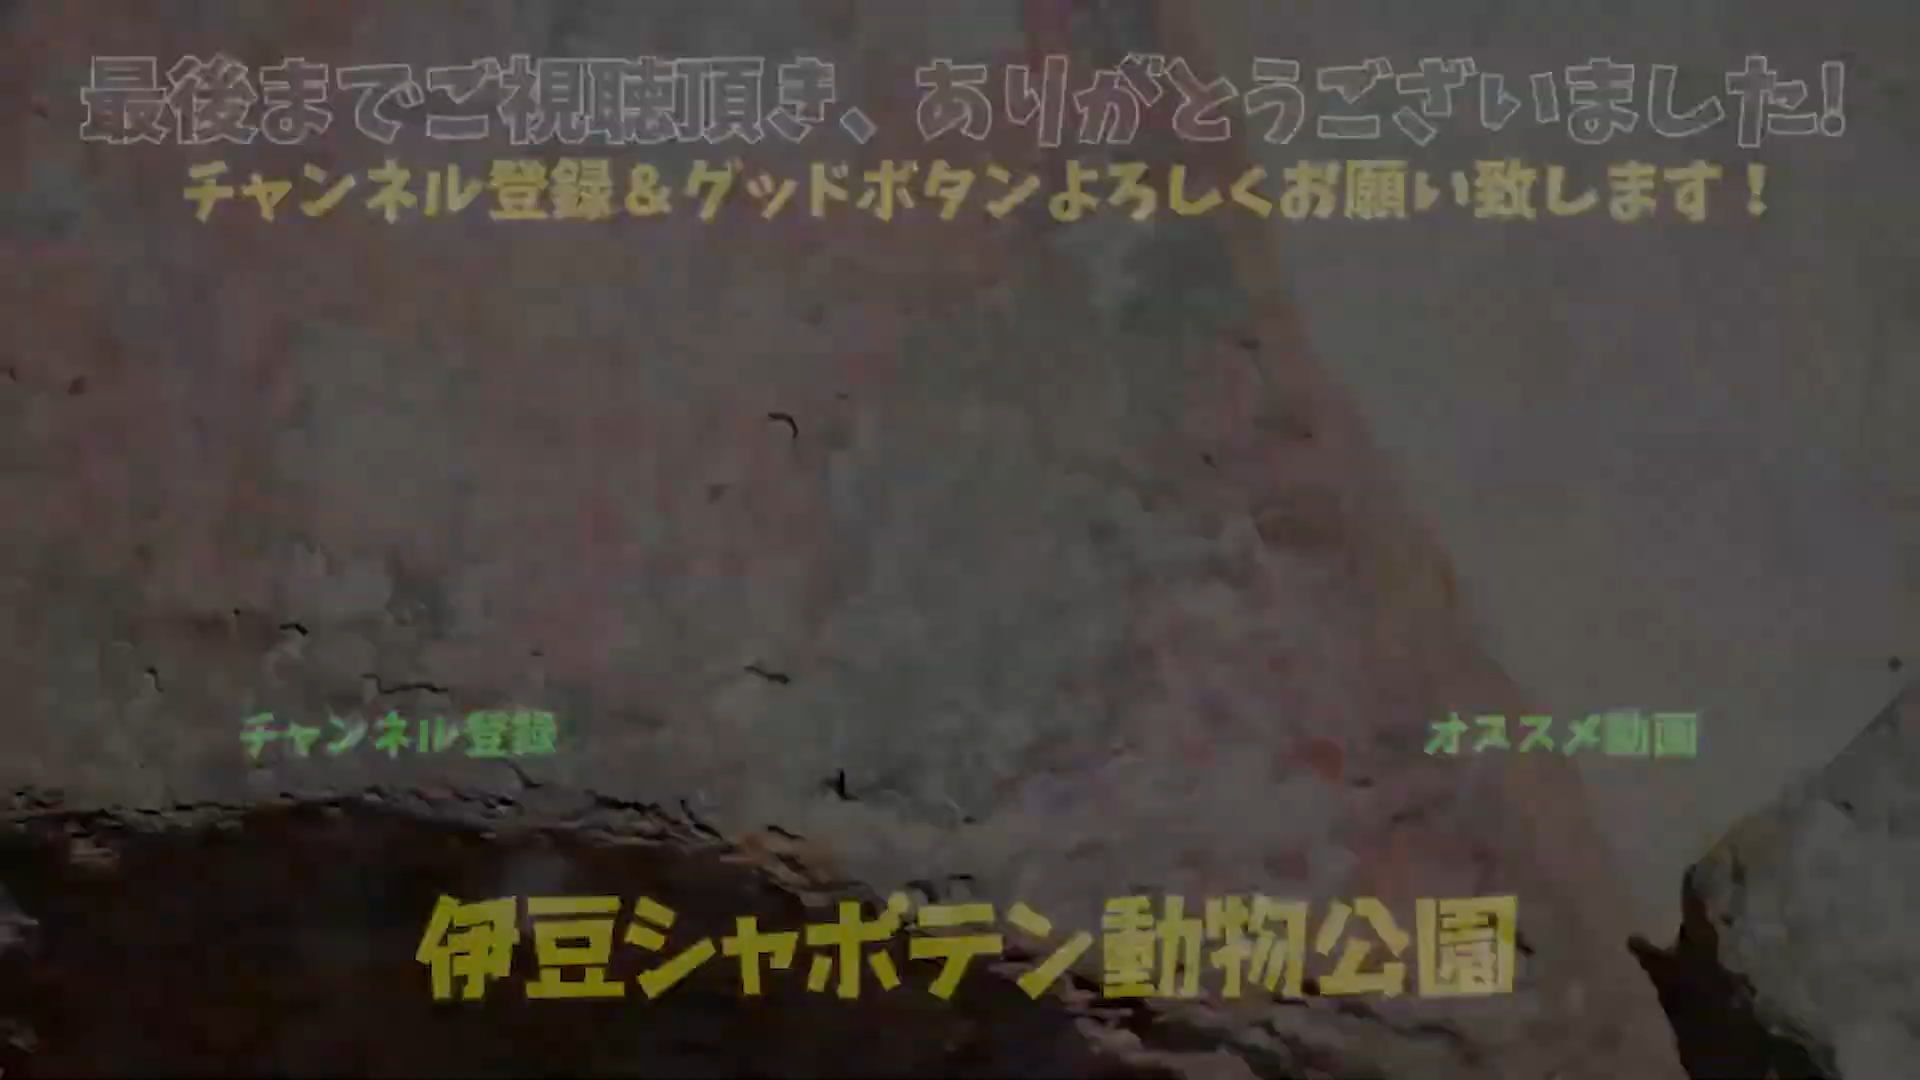 最後までご視聴頂き、ありがとうございました!
チャンネル登録＆グッドボタンよろしくお願い致します！
チャンネル登録
オススメ動画
伊豆シャボテン動物公園